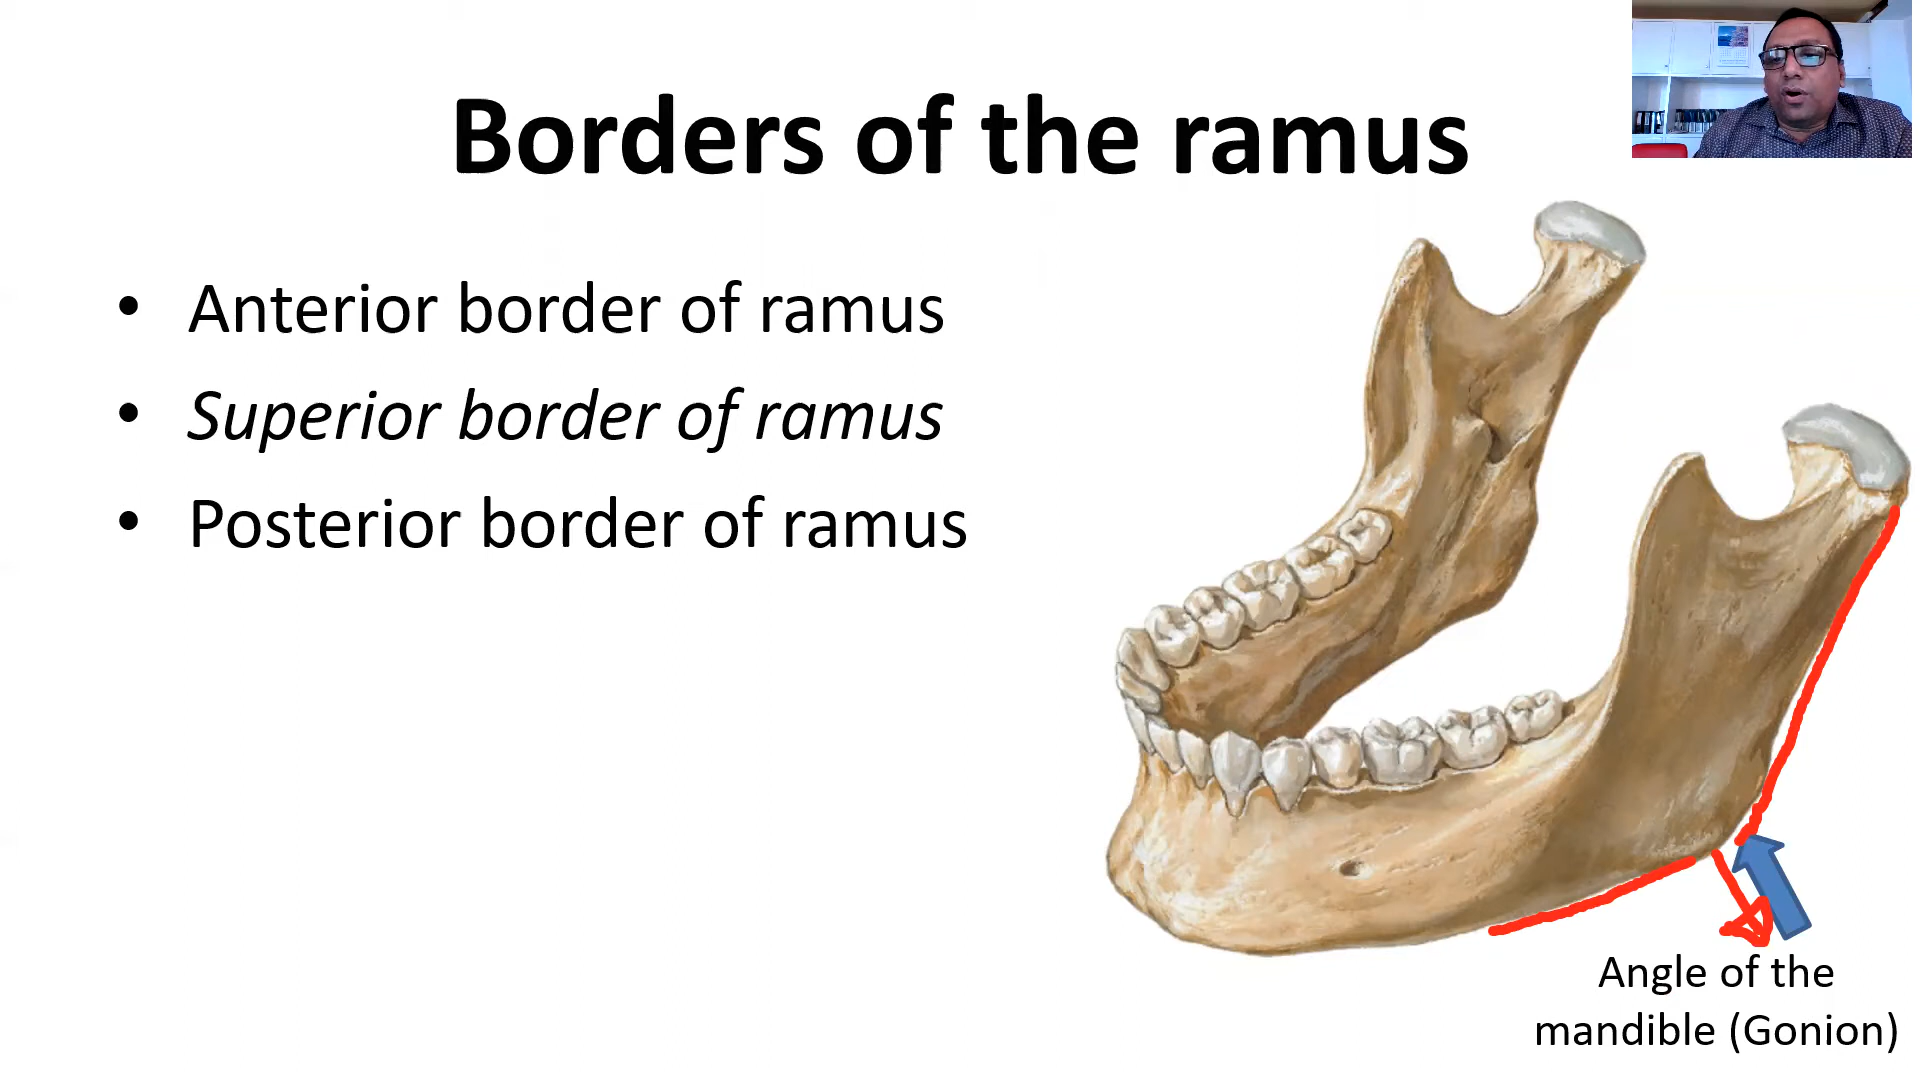 Borders of the ramus
• Anterior border of ramus
• Superior border of ramus
• Posterior border of ramus
Angle of the
mandible (Gonion)